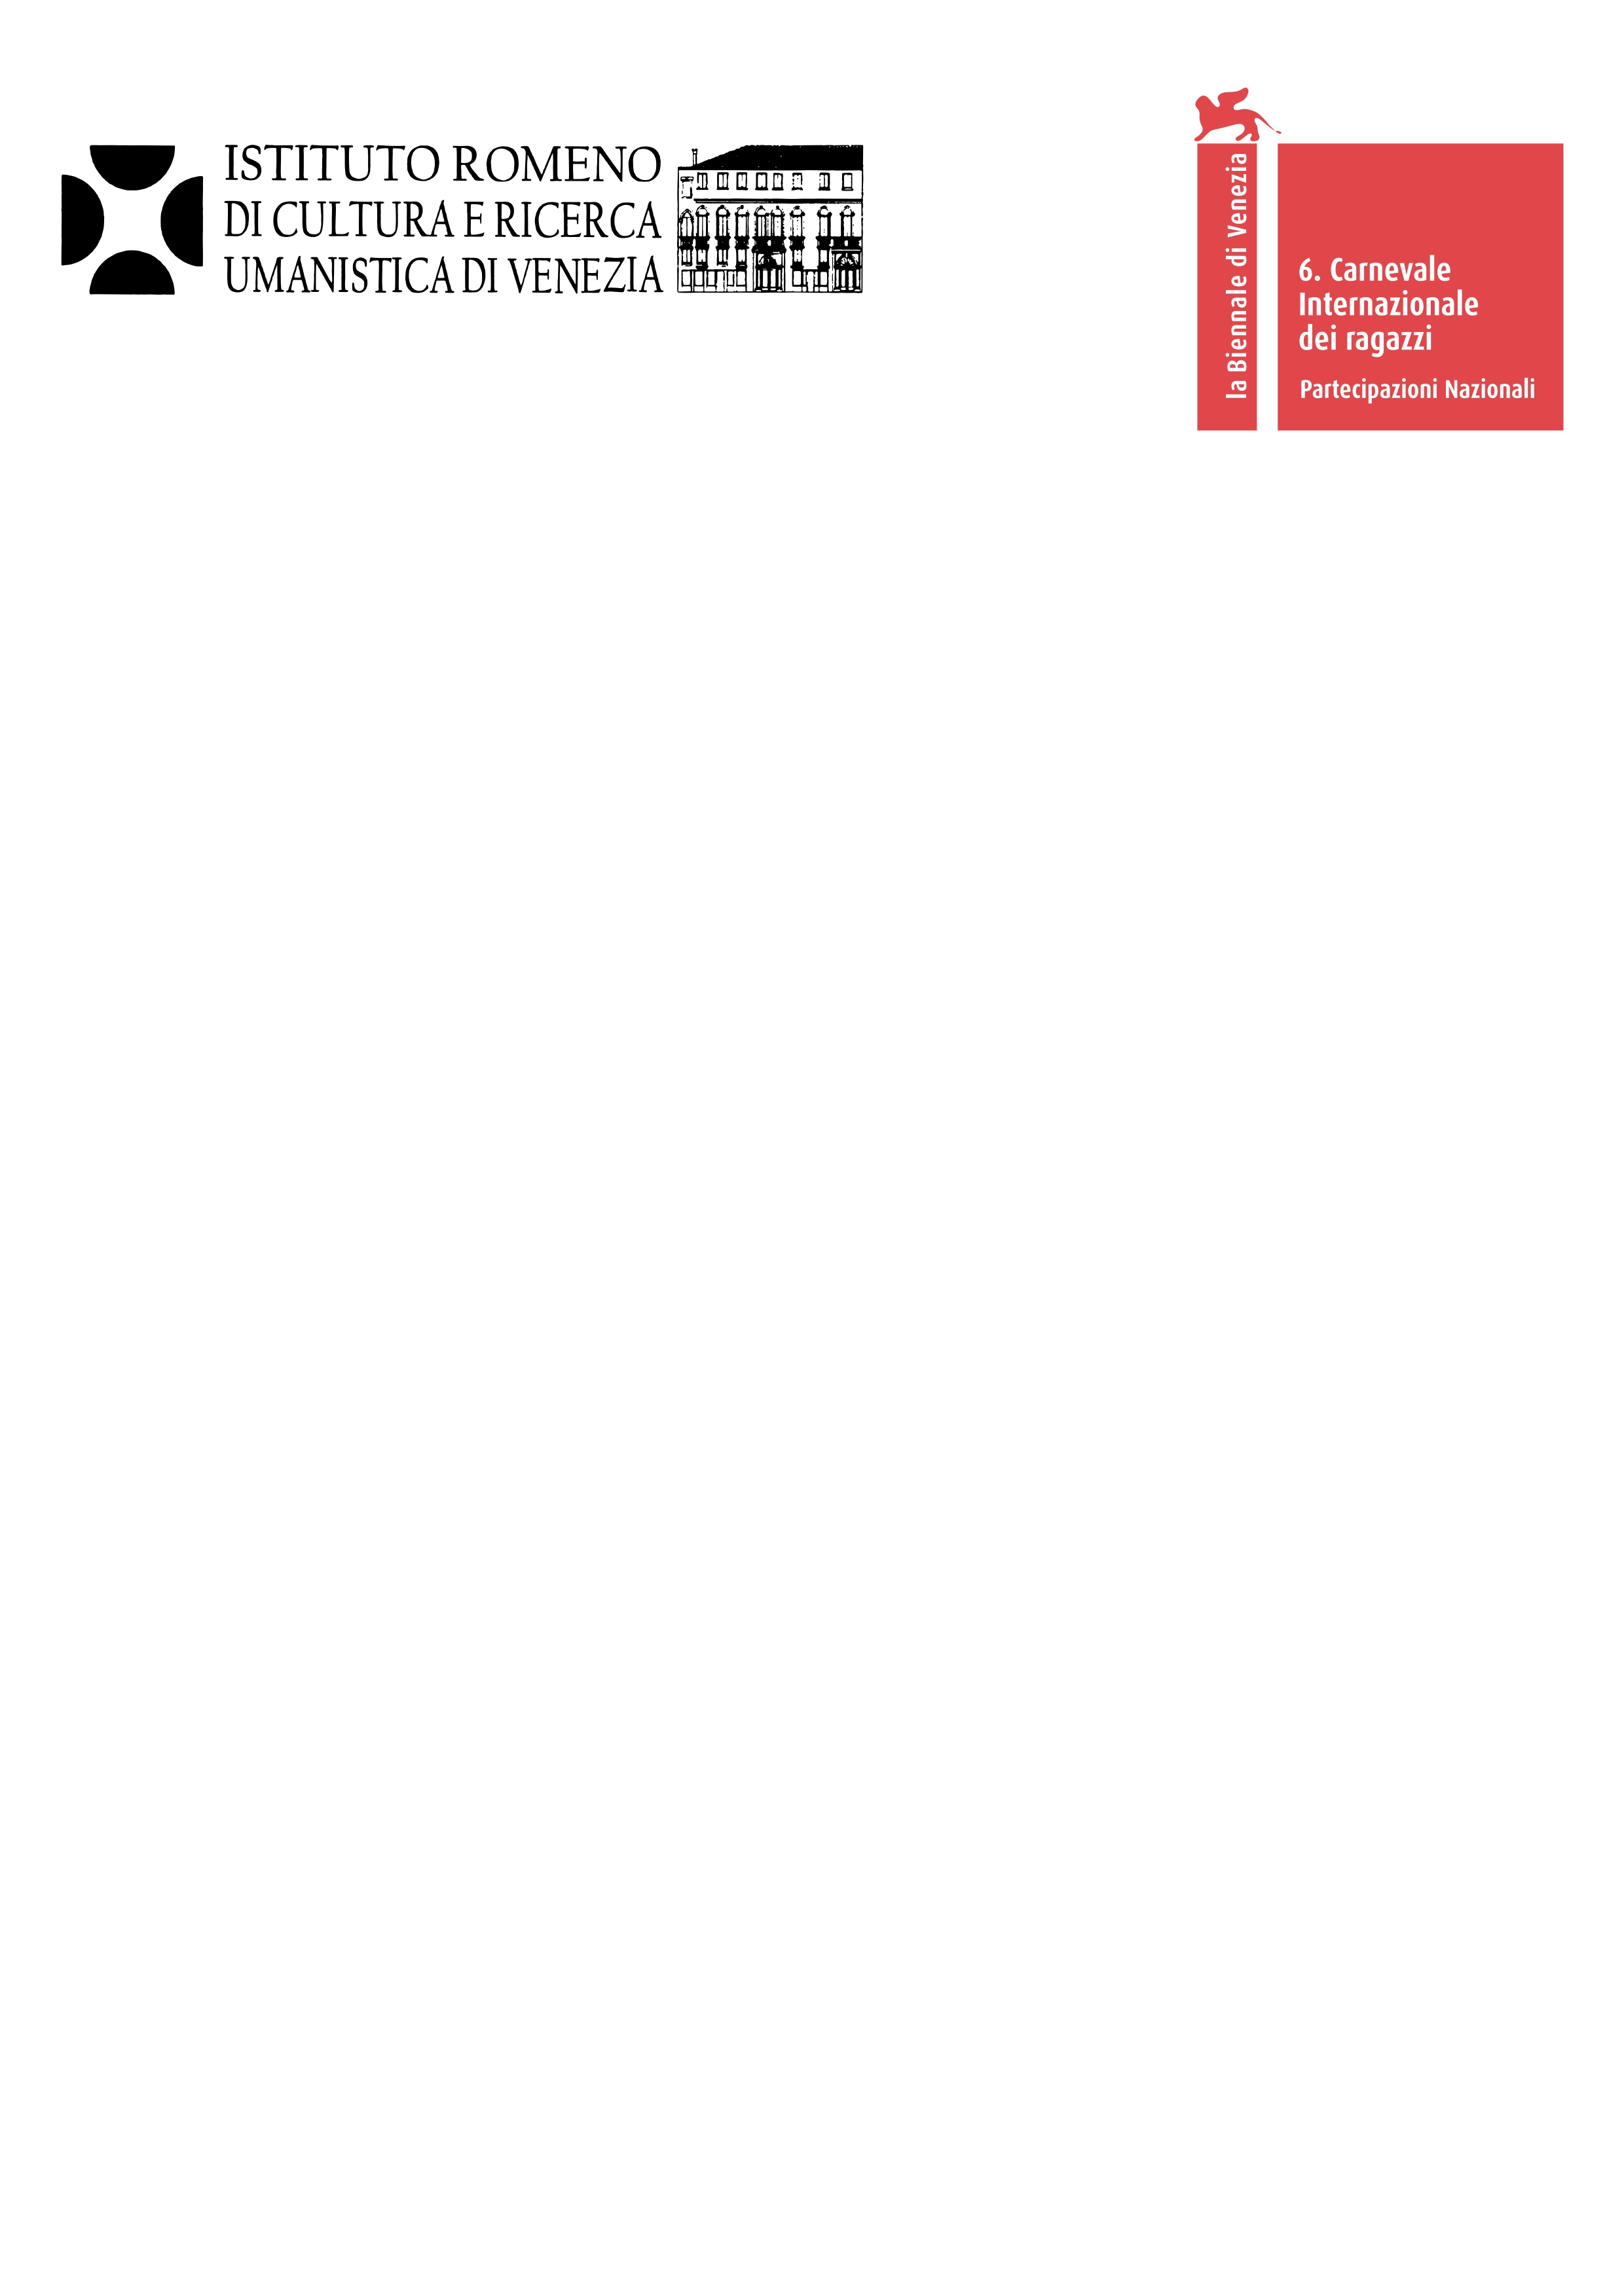 ISTITUTO ROMENO
DI CULTURA E RICERCA
UMANISTICA DI VENEZIA
la Biennale di Venezia
6. Carnevale
Internazionale
dei ragazzi
Partecipazioni Nazionali